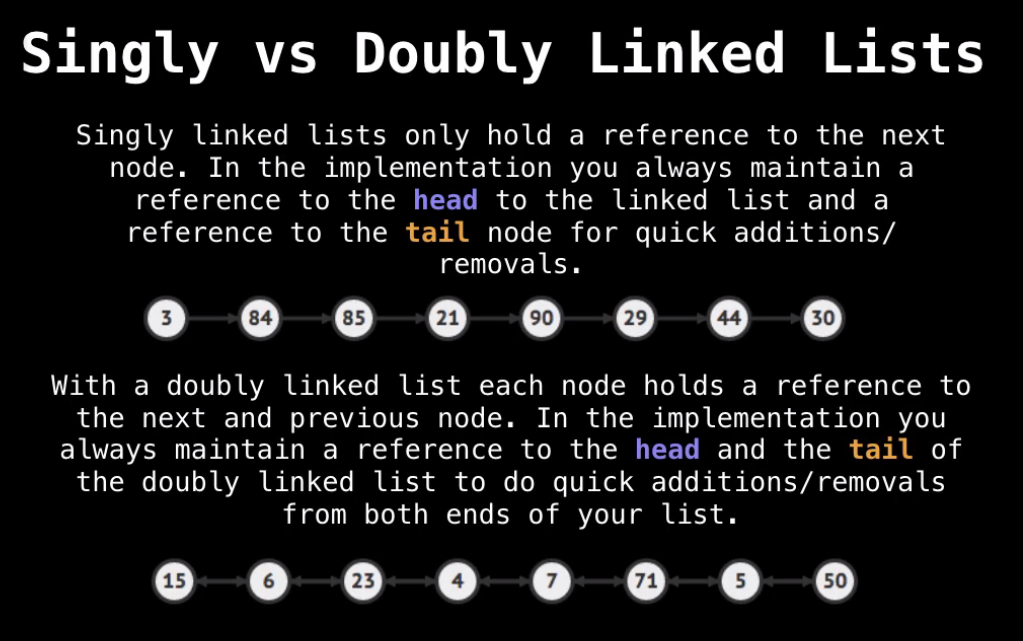 Singly vs Doubly Linked Lists
Singly linked lists only hold a reference to the next
node. In the implementation you always maintain a
reference to the head to the linked list and a
reference to the tail node for quick additions/
removals.
3 84 85 21 90 29 44 30
With a doubly linked list each node holds a reference to
the next and previous node. In the implementation you
always maintain a reference to the head and the tail of
the doubly linked list to do quick additions/removals
from both ends of your list.
15 6 23 4 7 71 5 50